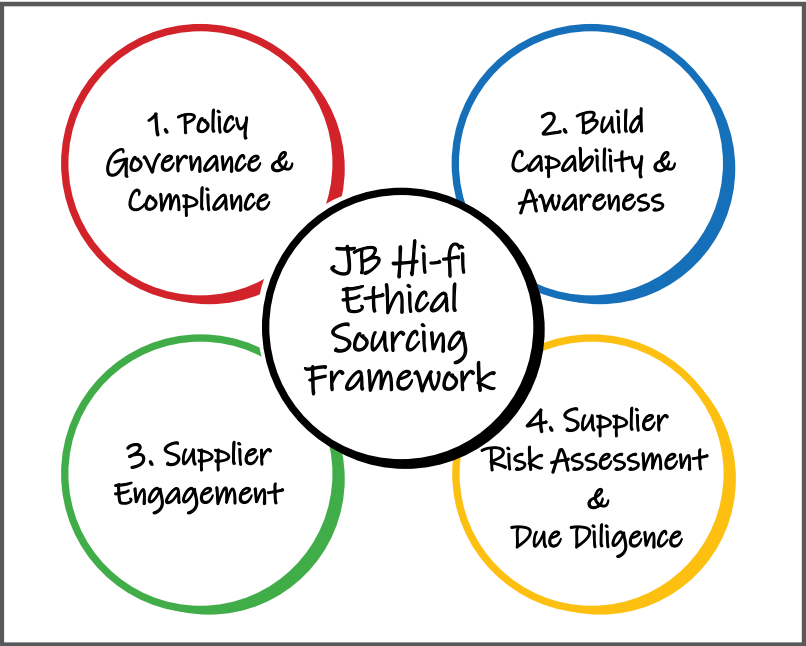 1. Policy
Governance &
Compliance
2. Build
Capability &
Awareness
JB Hi-fi
Ethical
Sourcing
Framework
3. Supplier
Engagement
4. Supplier
Risk Assessment
&
Due Diligence